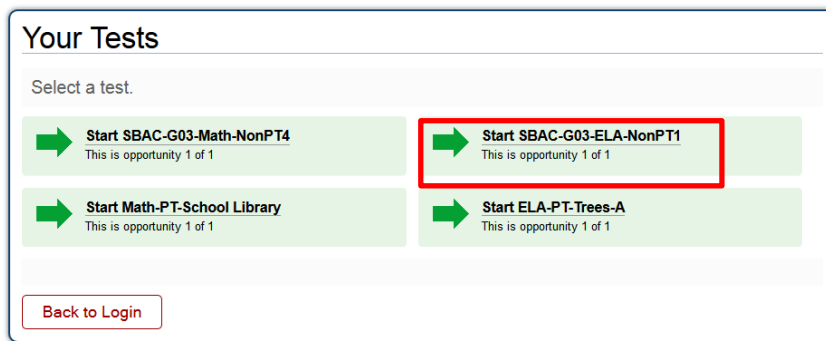 Your Tests
Select a test.
Start SBAC-G03-Math-NonPT4
This is opportunity 1 of 1
Start SBAC-G03-ELA-NonPT1
This is opportunity 1 of 1
Start Math-PT-School Library
This is opportunity 1 of 1
Start ELA-PT-Trees-A
This is opportunity 1 of 1
Back to Login